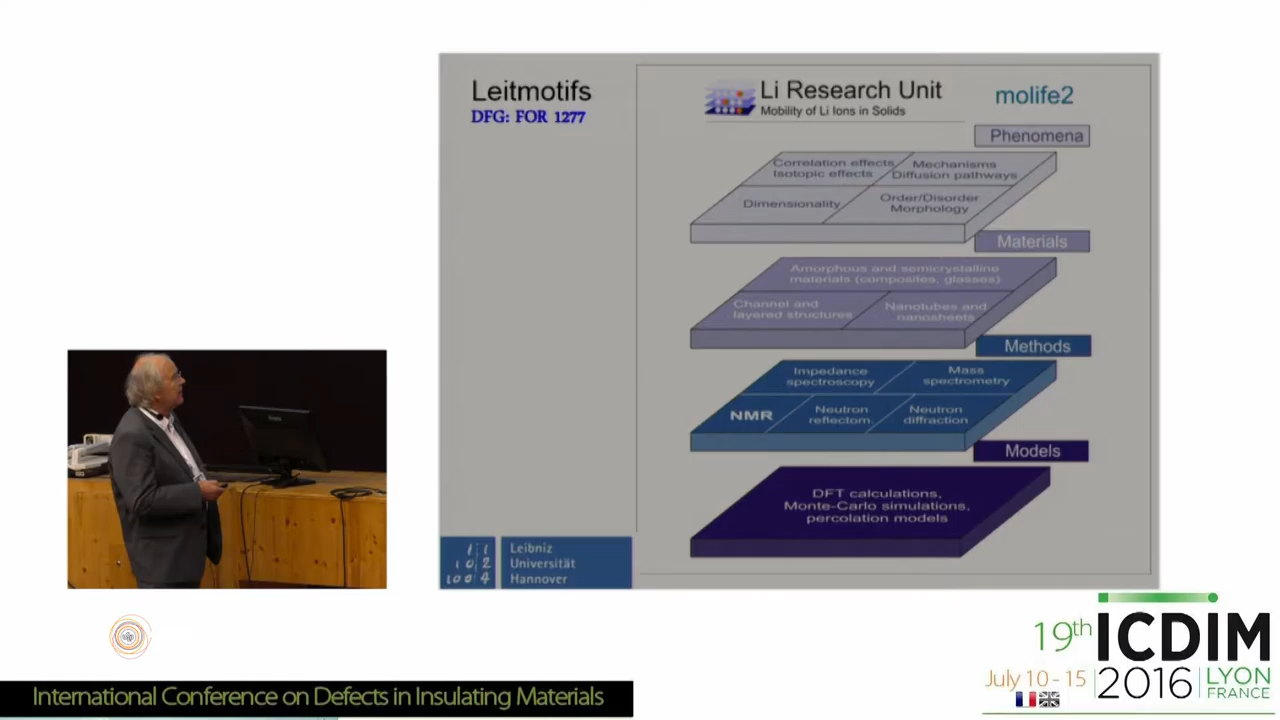 Leitmotifs
DFG: FOR 1277
Li Research Unit
Mobility of Li Ions in Solids
molife2
Phenomena
Correlation effects
Isotopic effects
Mechanisms
Diffusion pathways
Dimensionality
Order/Disorder
Morphology
Materials
Amorphous and semicrystalline
materials (composites, glasses)
Channel and
layered structures
Nanotubes and
nanosheets
Methods
Impedance
spectroscopy
Mass
spectrometry
NMR
Neutron
reflectom.
Neutron
diffraction
Models
DFT calculations,
Monte-Carlo simulations,
percolation models
Leibniz
Universität
Hannover
19th ICDIM
July 10 - 15 2016 LYON
FRANCE
International Conference on Defects in Insulating Materials